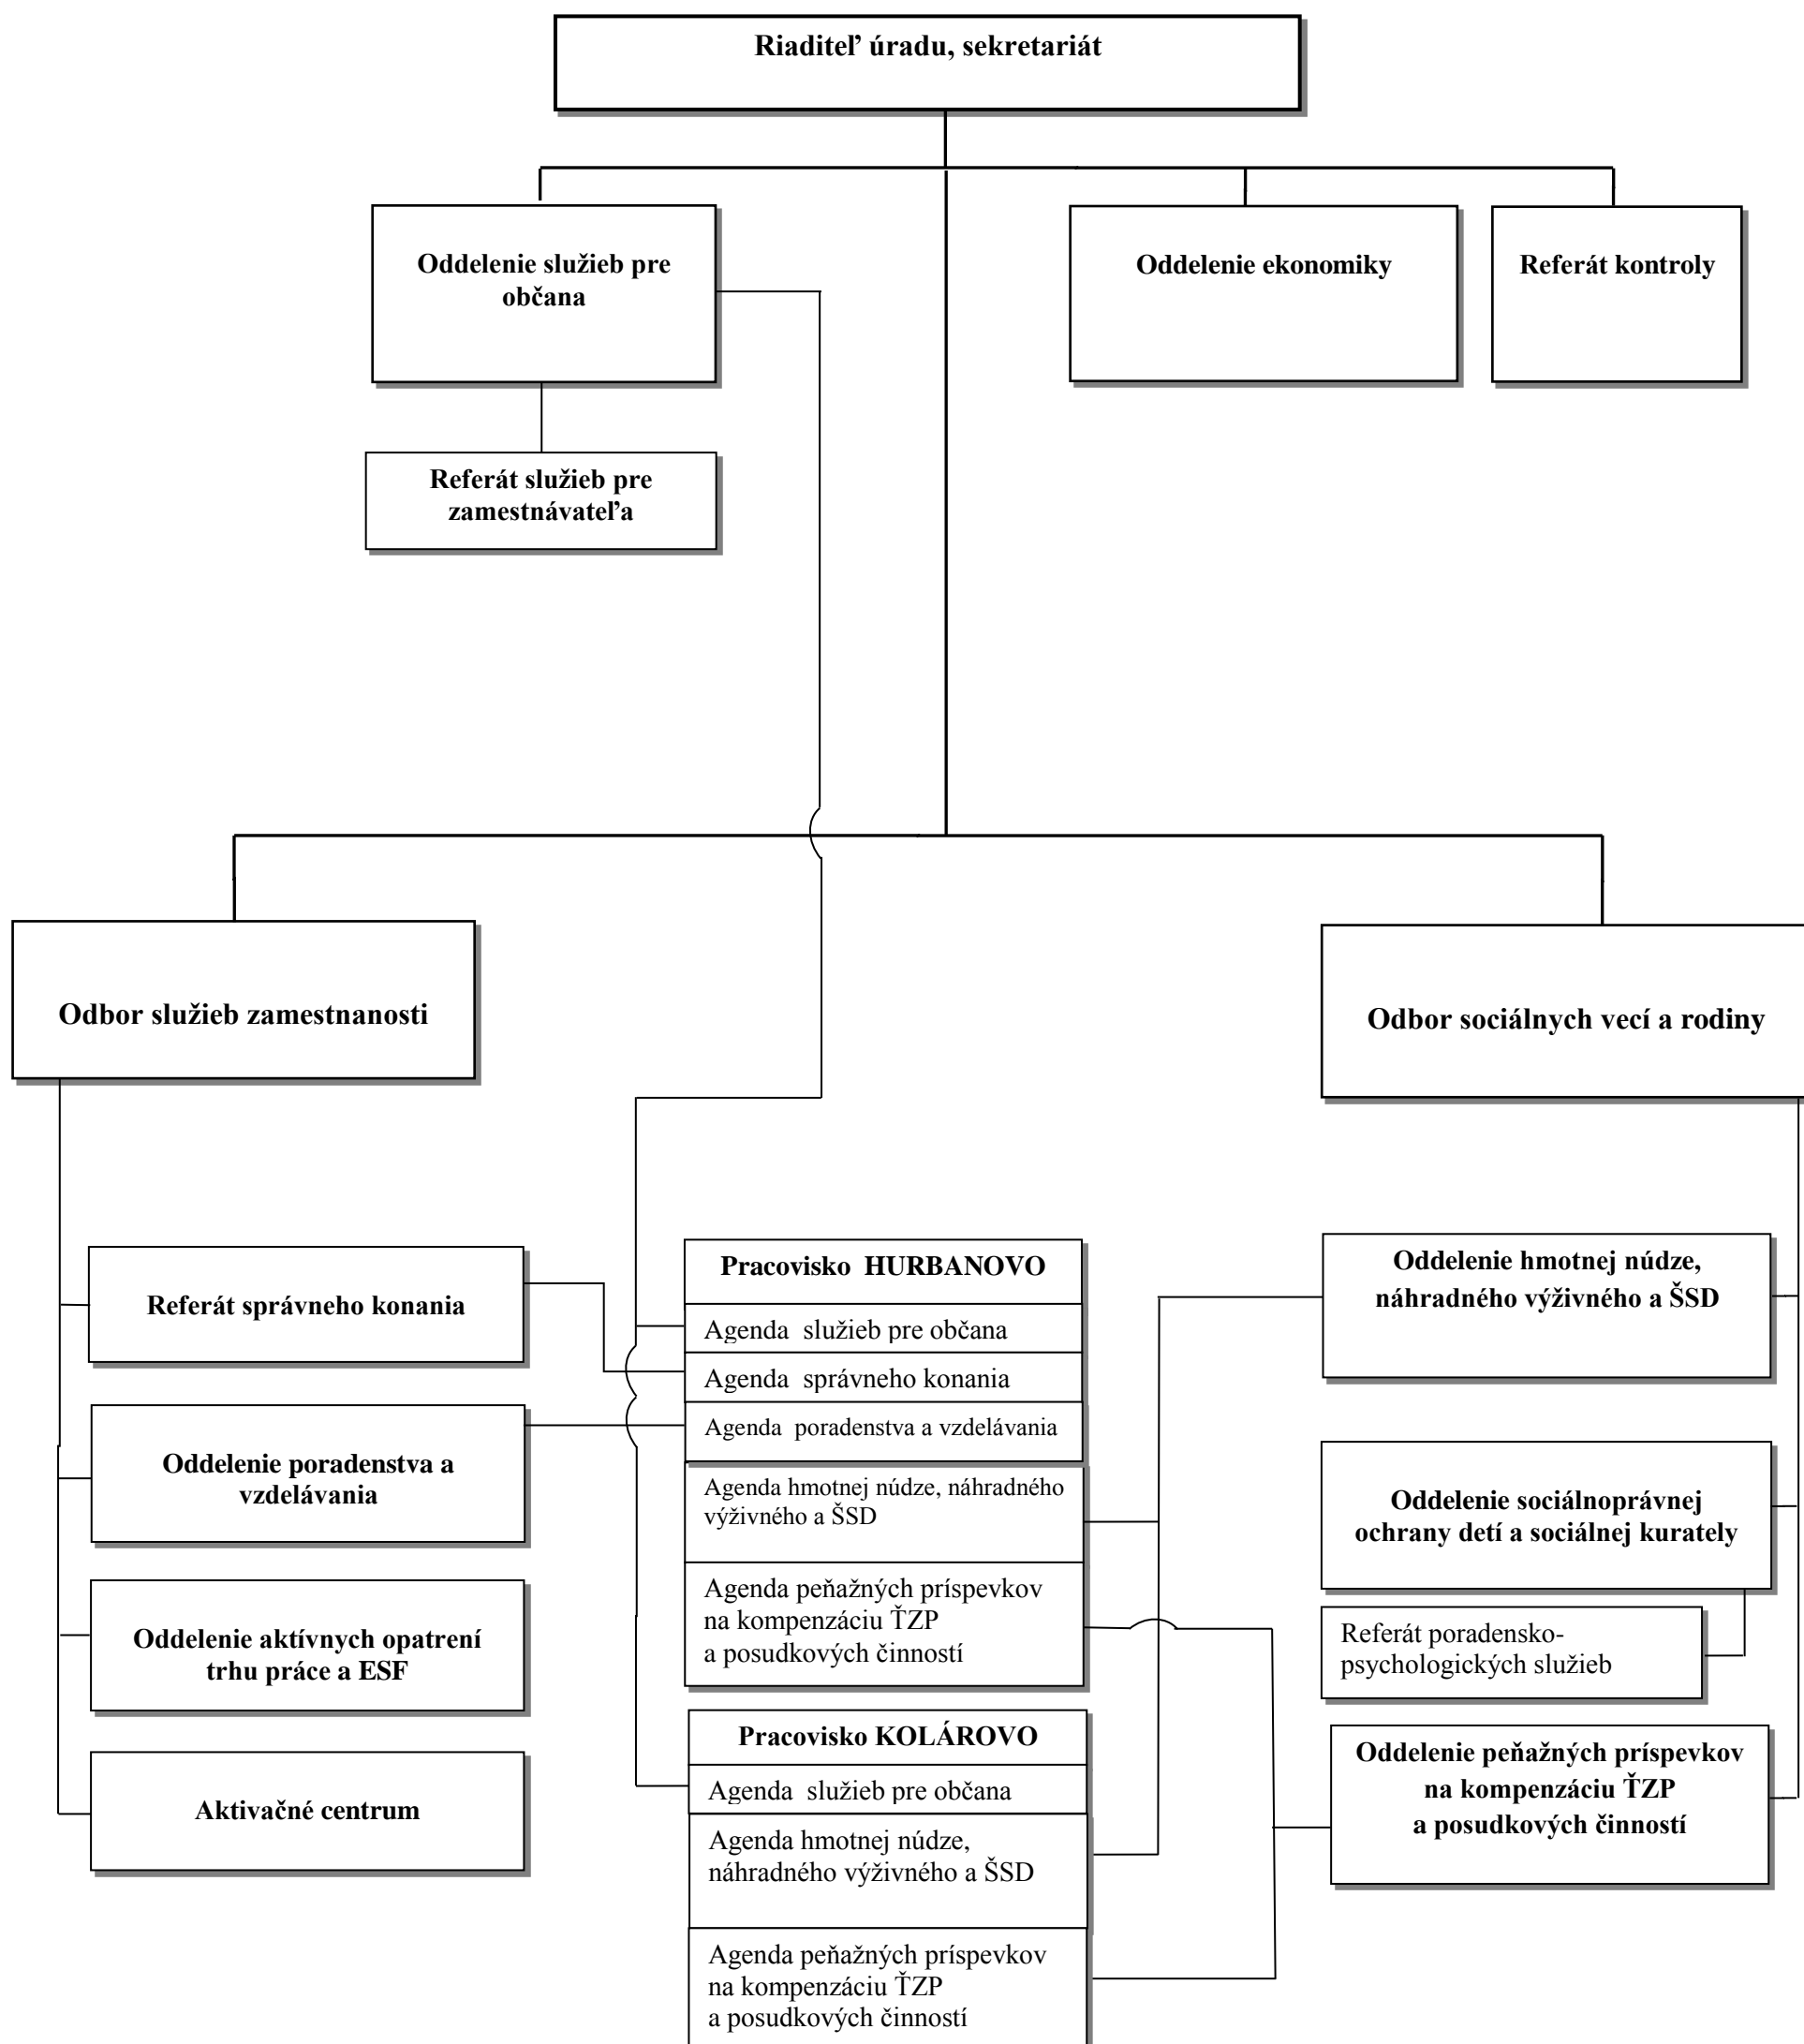 Riaditeľ úradu, sekretariát
Oddelenie služieb pre
občana
Oddelenie ekonomiky
Referát kontroly
Referát služieb pre
zamestnávateľa
Odbor služieb zamestnanosti
Odbor sociálnych vecí a rodiny
Referát správneho konania
Oddelenie poradenstva a
vzdelávania
Oddelenie aktívnych opatrení
trhu práce a ESF
Aktivačné centrum
Pracovisko HURBANOVO
Agenda služieb pre občana
Agenda správneho konania
Agenda poradenstva a vzdelávania
Agenda hmotnej núdze, náhradného
výživného a ŠSD
Agenda peňažných príspevkov
na kompenzáciu ŤZP
a posudkových činností
Pracovisko KOLÁROVO
Agenda služieb pre občana
Agenda hmotnej núdze,
náhradného výživného a ŠSD
Agenda peňažných príspevkov
na kompenzáciu ŤZP
a posudkových činností
Oddelenie hmotnej núdze,
náhradného výživného a ŠSD
Oddelenie sociálnoprávnej
ochrany detí a sociálnej kurately
Referát poradensko-
psychologických služieb
Oddelenie peňažných príspevkov
na kompenzáciu ŤZP
a posudkových činností